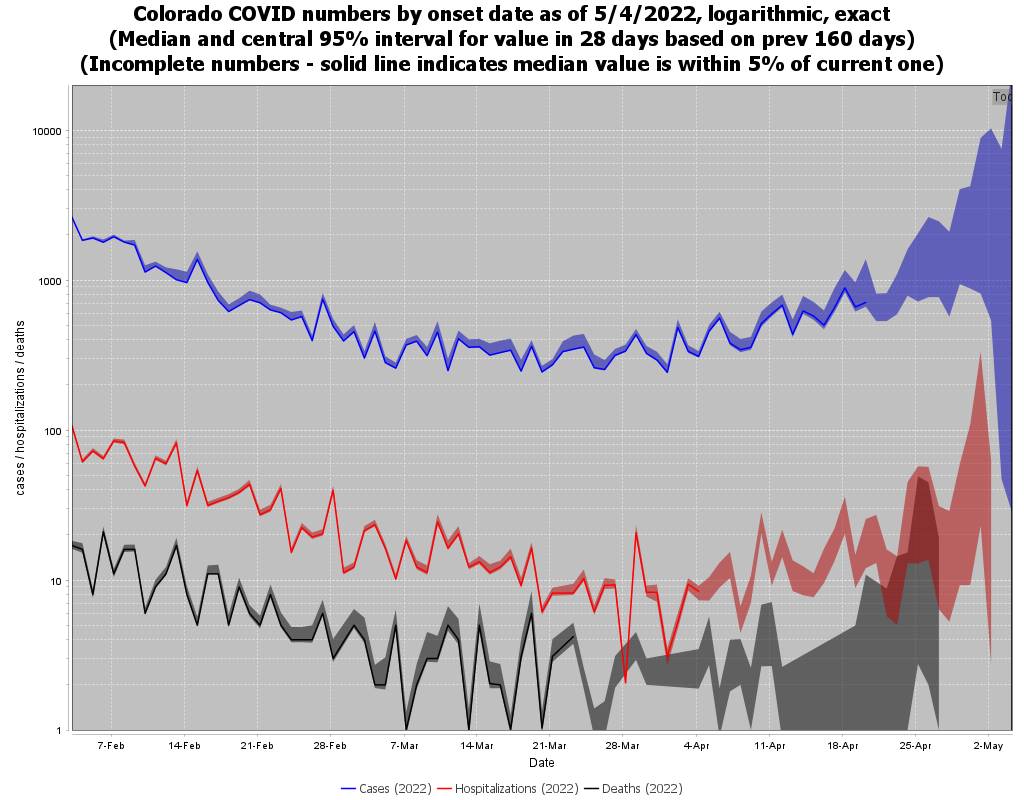 Colorado COVID numbers by onset date as of 5/4/2022, logarithmic, exact
(Median and central 95% interval for value in 28 days based on prev 160 days)
(Incomplete numbers - solid line indicates median value is within 5% of current one)
Toc
10000
1000
100
10
1
cases / hospitalizations / deaths
7-Feb 14-Feb 21-Feb 28-Feb 7-Mar 14-Mar 21-Mar 28-Mar 4-Apr 11-Apr 18-Apr 25-Apr 2-May
Date
Cases (2022) Hospitalizations (2022) Deaths (2022)